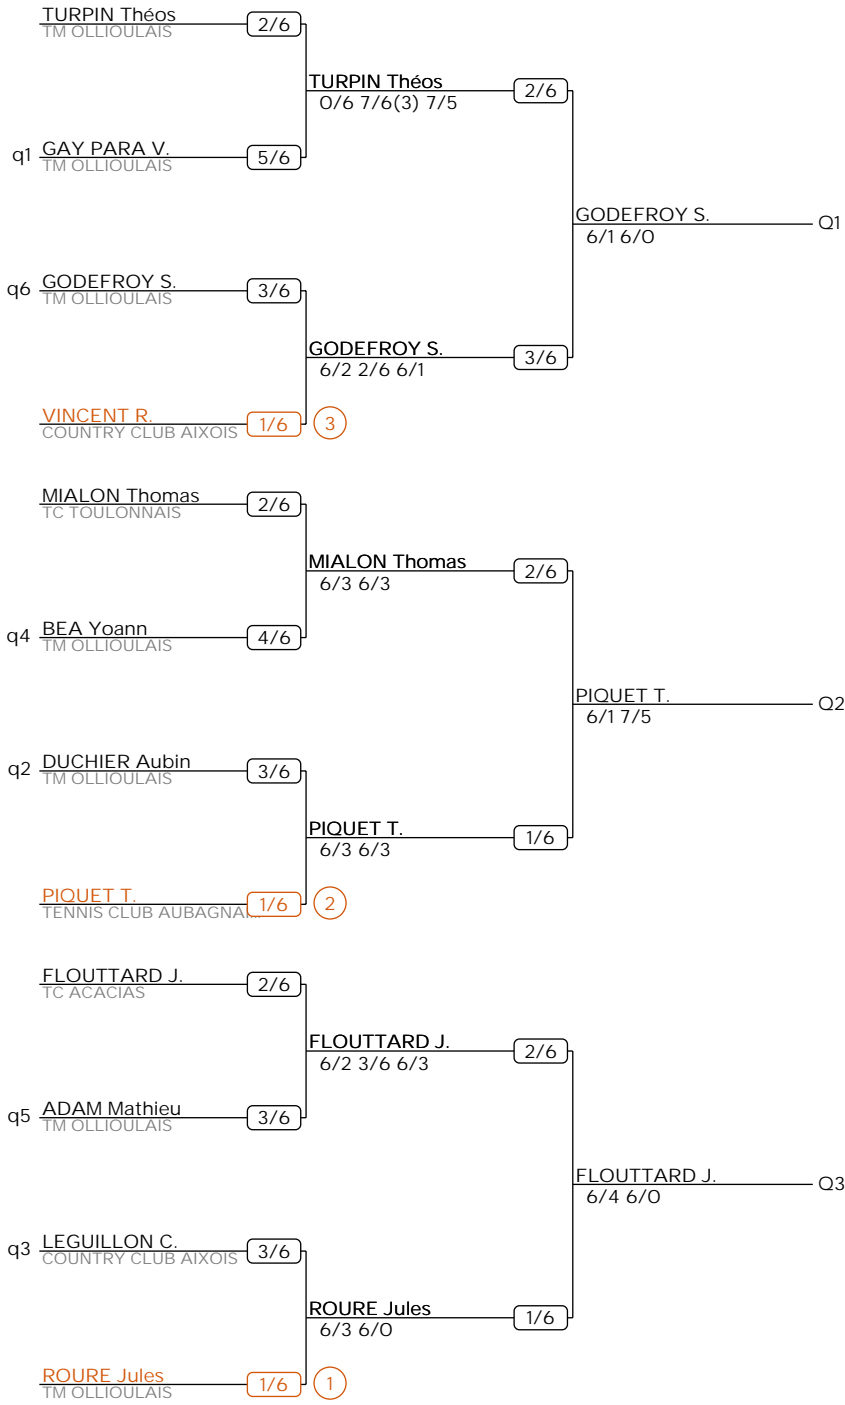 TURPIN Théos
TM OLLIOULAIS
2/6
TURPIN Théos
0/6 7/6(3) 7/5
2/6
q1 GAY PARA V.
TM OLLIOULAIS
5/6
GODEFROY S.
6/1 6/0
Q1
q6 GODEFROY S.
TM OLLIOULAIS
3/6
GODEFROY S.
6/2 2/6 6/1
3/6
VINCENT R.
COUNTRY CLUB AIXOIS
1/6
3
MIALON Thomas
TC TOULONNAIS
2/6
MIALON Thomas
6/3 6/3
2/6
q4 BEA Yoann
TM OLLIOULAIS
4/6
PIQUET T.
6/1 7/5
Q2
q2 DUCHIER Aubin
TM OLLIOULAIS
3/6
PIQUET T.
6/3 6/3
1/6
PIQUET T.
TENNIS CLUB AUBAGNA...
1/6
2
FLOUTTARD J.
TC ACACIAS
2/6
FLOUTTARD J.
6/2 3/6 6/3
2/6
q5 ADAM Mathieu
TM OLLIOULAIS
3/6
FLOUTTARD J.
6/4 6/0
Q3
q3 LEGUILLON C.
COUNTRY CLUB AIXOIS
3/6
ROURE Jules
6/3 6/0
1/6
ROURE Jules
TM OLLIOULAIS
1/6
1